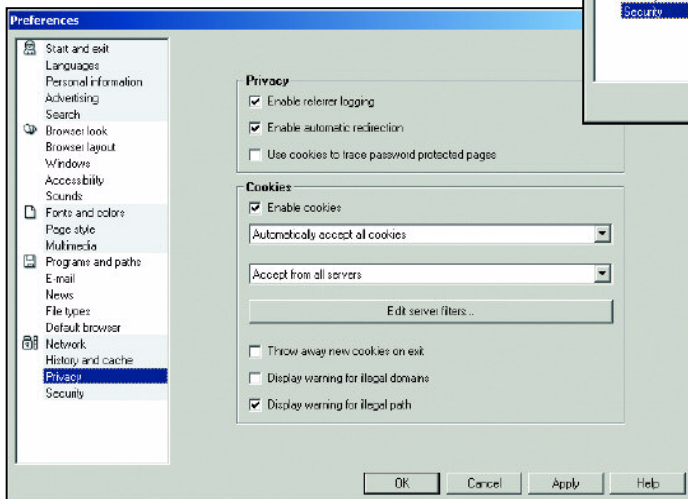 Security
Preferences
Start and exit
Languages
Personal information
Advertising
Search
Browser look
Browser layout
Windows
Accessibility
Sounds
Fonts and colors
Page style
Multimedia
Programs and paths
E-mail
News
File types
Default browser
Network
History and cache
Privacy
Security
Privacy
Enable referrer logging
Enable automatic redirection
Use cookies to trace password protected pages
Cookies
Enable cookies
Automatically accept all cookies
Accept from all servers
Edit server filters...
Throw away new cookies on exit
Display warning for illegal domains
Display warning for illegal path
OK
Cancel
Apply
Help